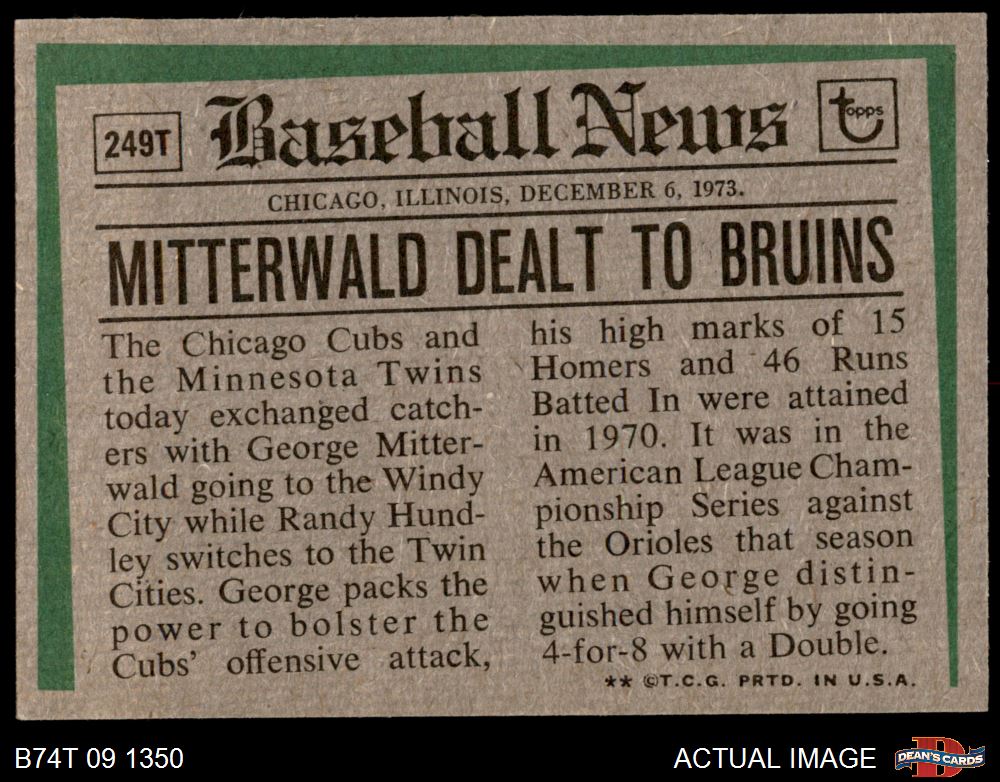 249T
Baseball News
topps
CHICAGO, ILLINOIS, DECEMBER 6, 1973.
MITTERWALD DEALT TO BRUINS
The Chicago Cubs and
the Minnesota Twins
today exchanged catch-
ers with George Mitter-
wald going to the Windy
City while Randy Hund-
ley switches to the Twin
Cities. George packs the
power to bolster the
Cubs' offensive attack,
his high marks of 15
Homers and 46 Runs
Batted In were attained
in 1970. It was in the
American League Cham-
pionship Series against
the Orioles that season
when George distin-
guished himself by going
4-for-8 with a Double.
** ©T.C.G. PRTD. IN U.S.A.
B74T 09 1350
ACTUAL IMAGE
D
DEAN'S CARDS